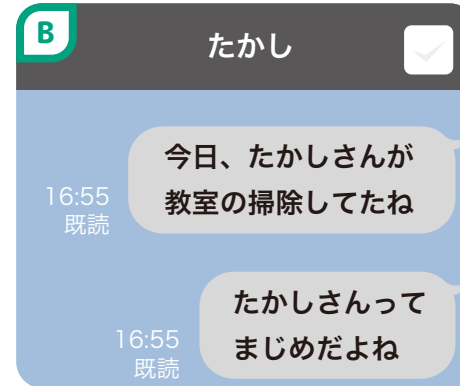 B
たかし
今日、たかしさんが
教室の掃除してたね
16:55
既読
たかしさんって
まじめだよね
16:55
既読